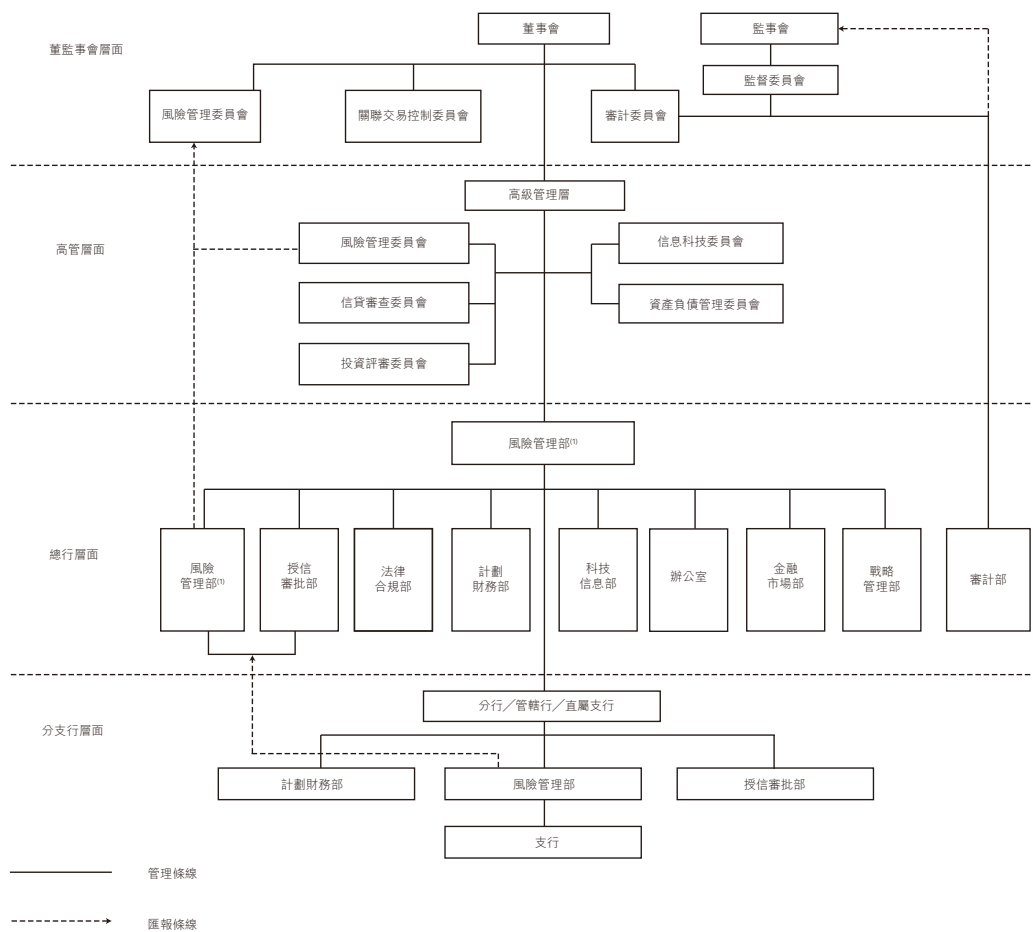 董事會
監事會
董監事會層面
監督委員會
風險管理委員會
關聯交易控制委員會
審計委員會
高級管理層
高管層面
風險管理委員會
信息科技委員會
信貸審查委員會
資產負債管理委員會
投資評審委員會
風險管理部(1)
總行層面
風險
管理部(1)
授信
審批部
法律
合規部
計劃
財務部
科技
信息部
辦公室
金融
市場部
戰略
管理部
審計部
分支行層面
分行／管轄行／直屬支行
計劃財務部
風險管理部
授信審批部
支行
管理條線
匯報條線